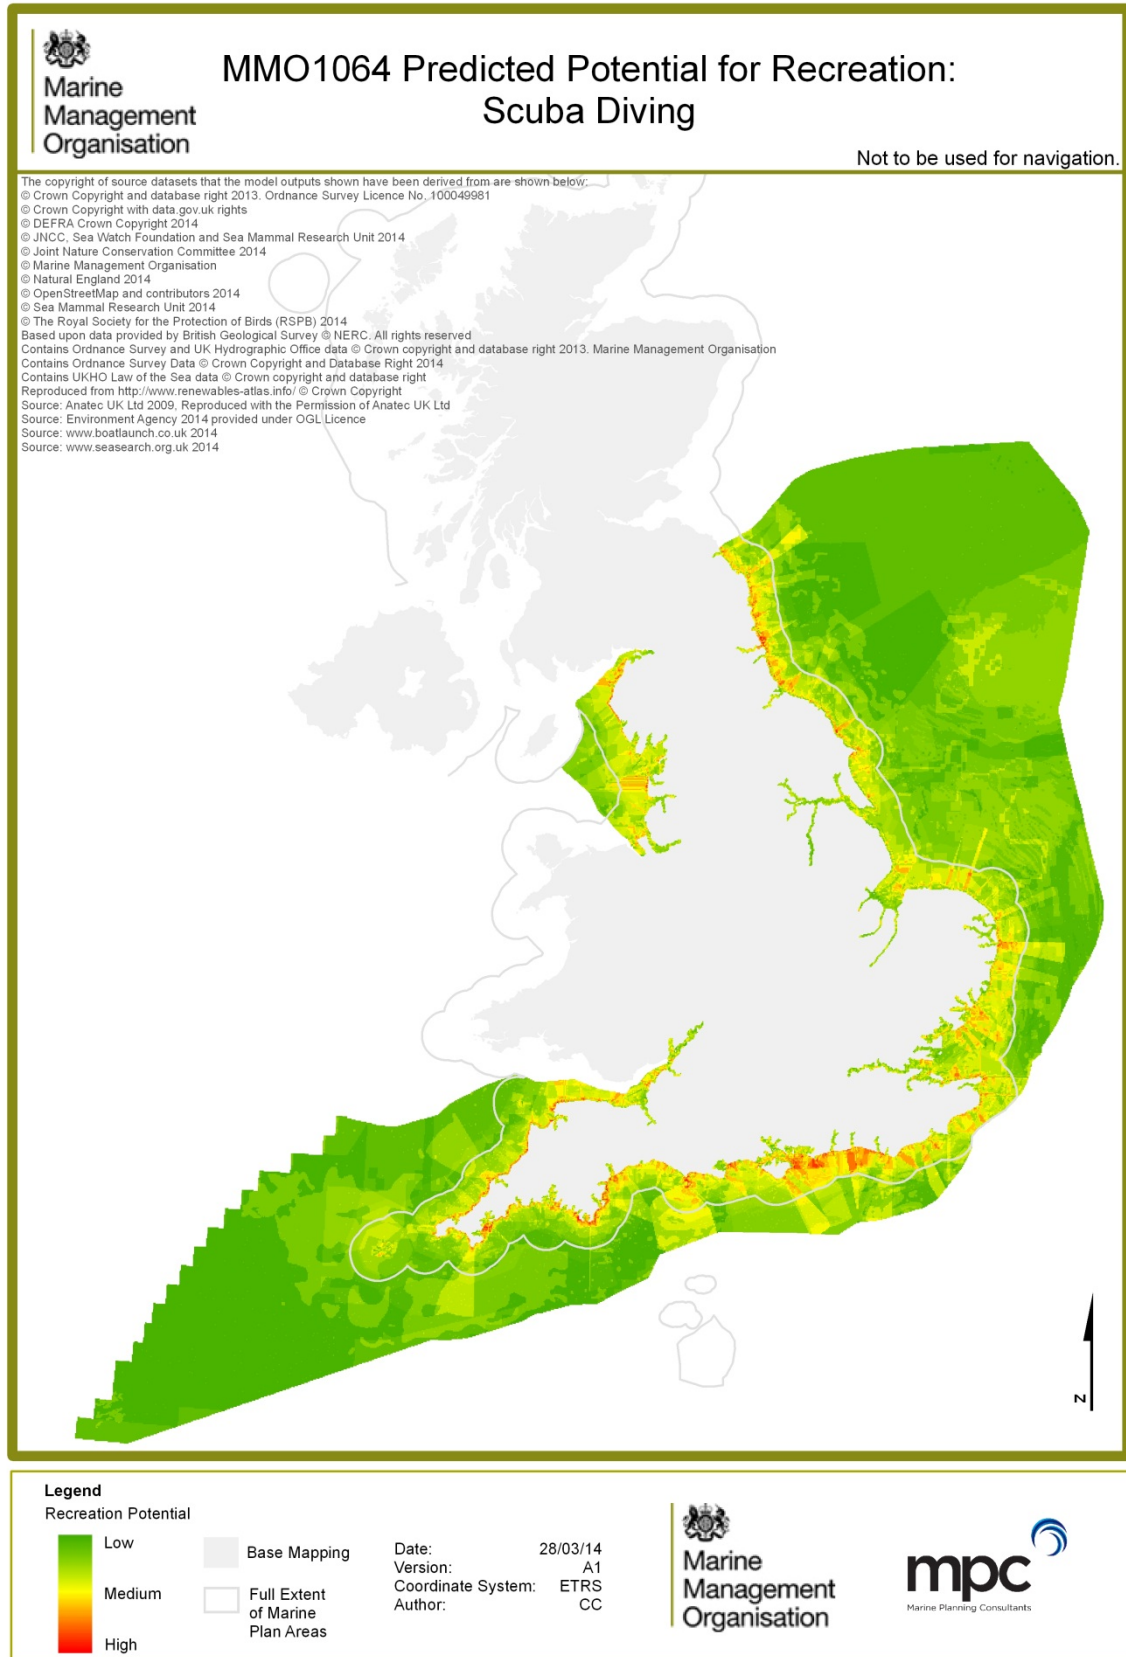 Marine
Management
Organisation
MMO1064 Predicted Potential for Recreation:
Scuba Diving
Not to be used for navigation.
The copyright of source datasets that the model outputs shown have been derived from are shown below:
© Crown Copyright and database right 2013. Ordnance Survey Licence No. 100049981
© Crown Copyright with data.gov.uk rights
© DEFRA Crown Copyright 2014
© JNCC, Sea Watch Foundation and Sea Mammal Research Unit 2014
© Joint Nature Conservation Committee 2014
© Marine Management Organisation
© Natural England 2014
© OpenStreetMap and contributors 2014
© Sea Mammal Research Unit 2014
© The Royal Society for the Protection of Birds (RSPB) 2014
Based upon data provided by British Geological Survey © NERC. All rights reserved
Contains Ordnance Survey and UK Hydrographic Office data © Crown copyright and database right 2013. Marine Management Organisation
Contains Ordnance Survey Data © Crown Copyright and Database Right 2014
Contains UKHO Law of the Sea data © Crown copyright and database right
Reproduced from http://www.renewables-atlas.info/ © Crown Copyright
Source: Anatec UK Ltd 2009, Reproduced with the Permission of Anatec UK Ltd
Source: Environment Agency 2014 provided under OGL Licence
Source: www.boatlaunch.co.uk 2014
Source: www.seasearch.org.uk 2014
N
Legend
Recreation Potential
Low
Medium
High
Base Mapping
Full Extent
of Marine
Plan Areas
Date: 28/03/14
Version: A1
Coordinate System: ETRS
Author: CC
Marine
Management
Organisation
mpc
Marine Planning Consultants